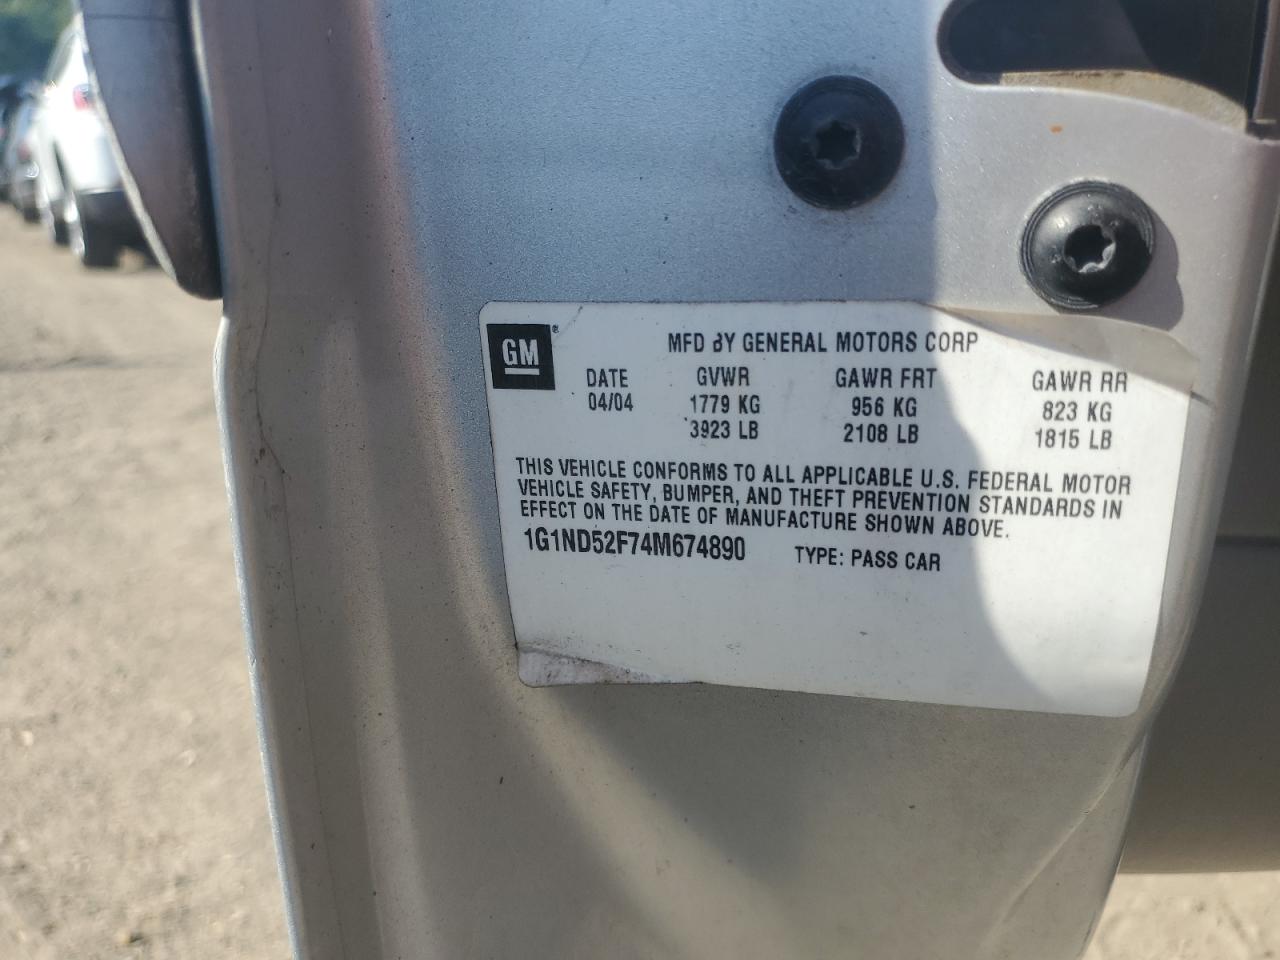 GM®
MFD BY GENERAL MOTORS CORP
DATE GVWR GAWR FRT GAWR RR
04/04 1779 KG 956 KG 823 KG
3923 LB 2108 LB 1815 LB
THIS VEHICLE CONFORMS TO ALL APPLICABLE U.S. FEDERAL MOTOR
VEHICLE SAFETY, BUMPER, AND THEFT PREVENTION STANDARDS IN
EFFECT ON THE DATE OF MANUFACTURE SHOWN ABOVE.
1G1ND52F74M674890 TYPE: PASS CAR